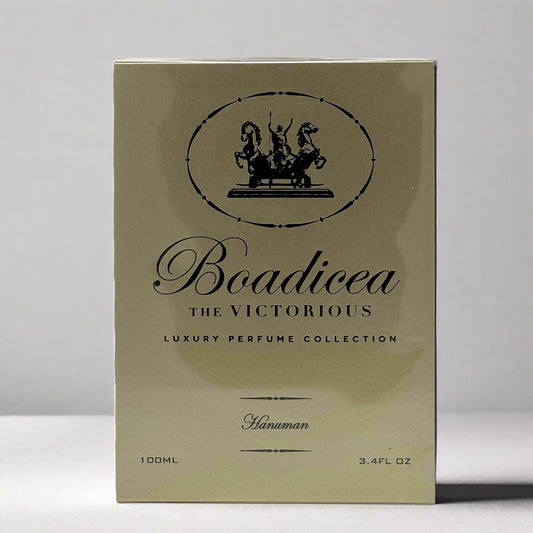 Boadicea
THE VICTORIOUS
LUXURY PERFUME COLLECTION
Hanuman
100ML 3.4FL OZ